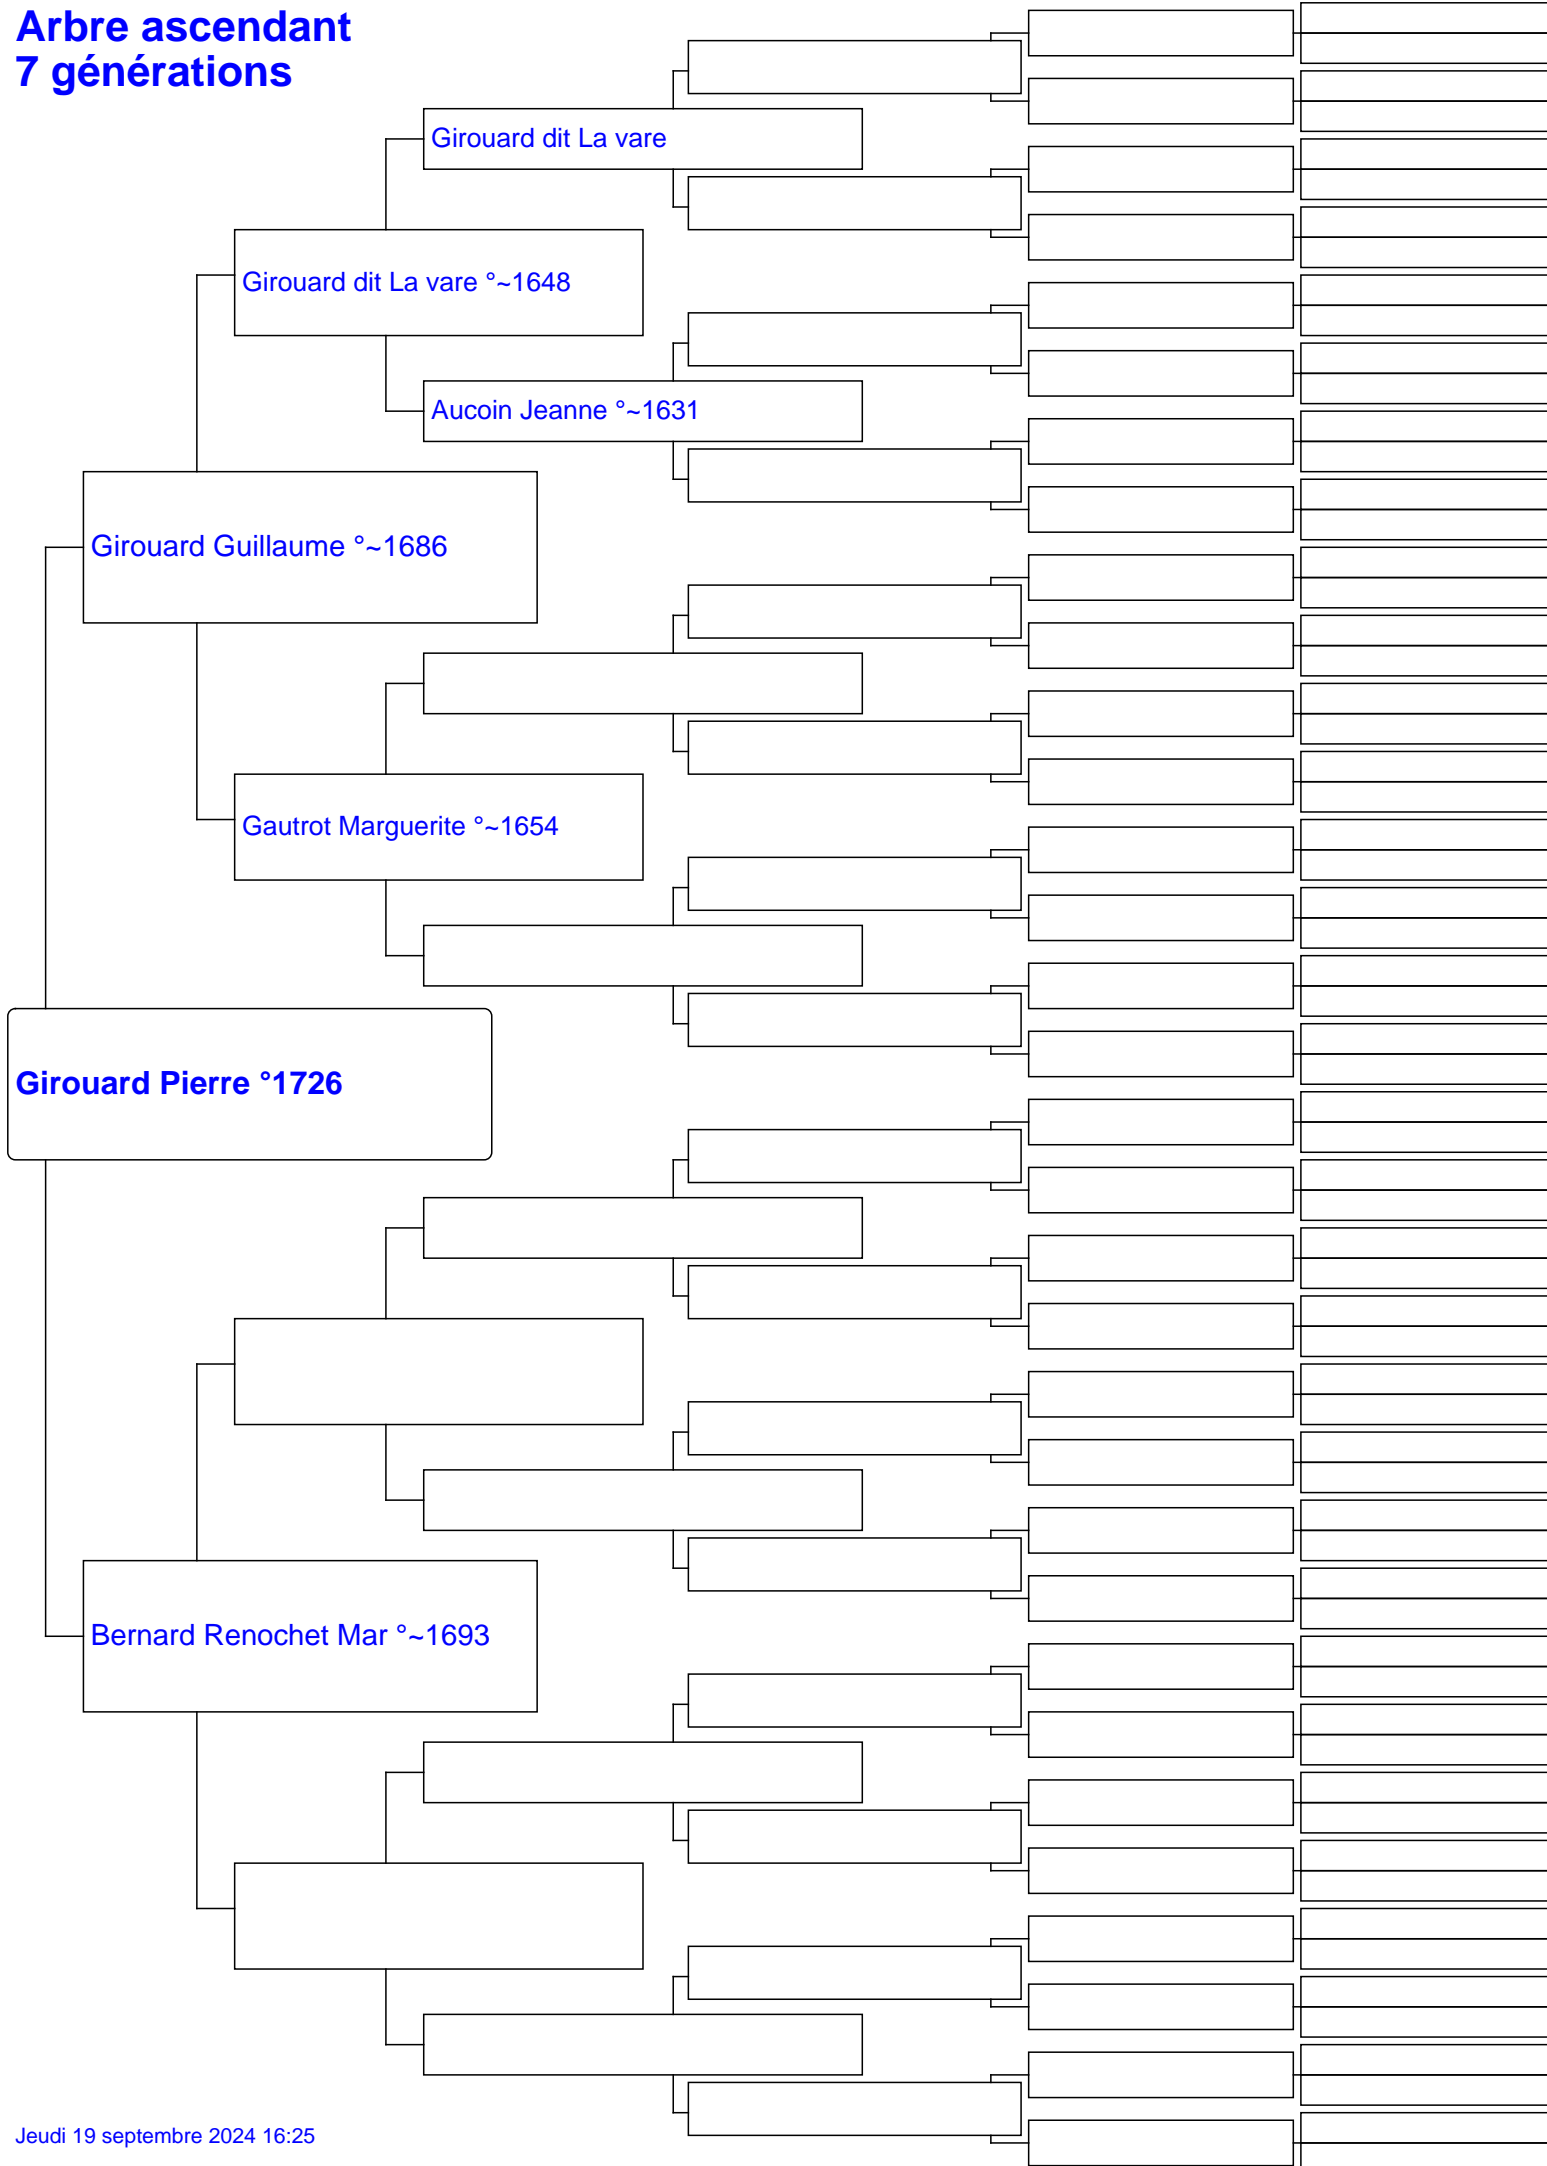 Arbre ascendant
7 générations
Girouard dit La vare
Girouard dit La vare °~1648
Aucoin Jeanne °~1631
Girouard Guillaume °~1686
Gautrot Marguerite °~1654
Girouard Pierre °1726
Bernard Renochet Mar °~1693
Jeudi 19 septembre 2024 16:25